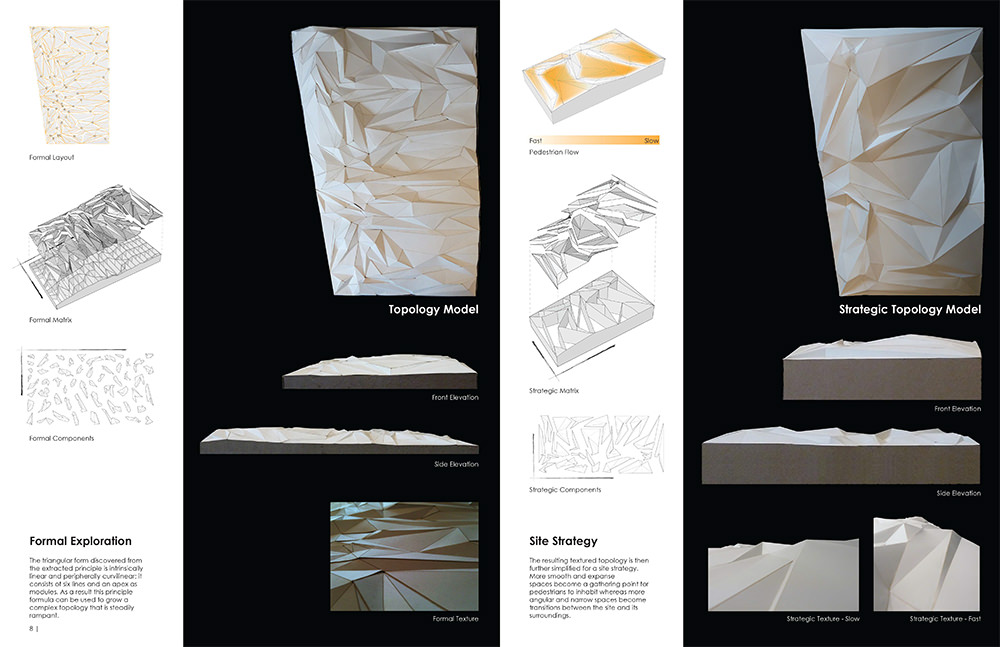 Formal Layout
Formal Matrix
Formal Components
Formal Exploration
The triangular form discovered from
the extracted principle is intrinsically
linear and peripherally curvilinear; it
consists of six lines and an apex as
modules. As a result this principle
formula can be used to grow a
complex topology that is steadily
rampant.
8 |
Topology Model
Front Elevation
Side Elevation
Formal Texture
Fast
Slow
Pedestrian Flow
Strategic Matrix
Strategic Components
Site Strategy
The resulting textured topology is then
further simplified for a site strategy.
More smooth and expanse
spaces become a gathering point for
pedestrians to inhabit whereas more
angular and narrow spaces become
transitions between the site and its
surroundings.
Strategic Topology Model
Front Elevation
Side Elevation
Strategic Texture - Slow
Strategic Texture - Fast